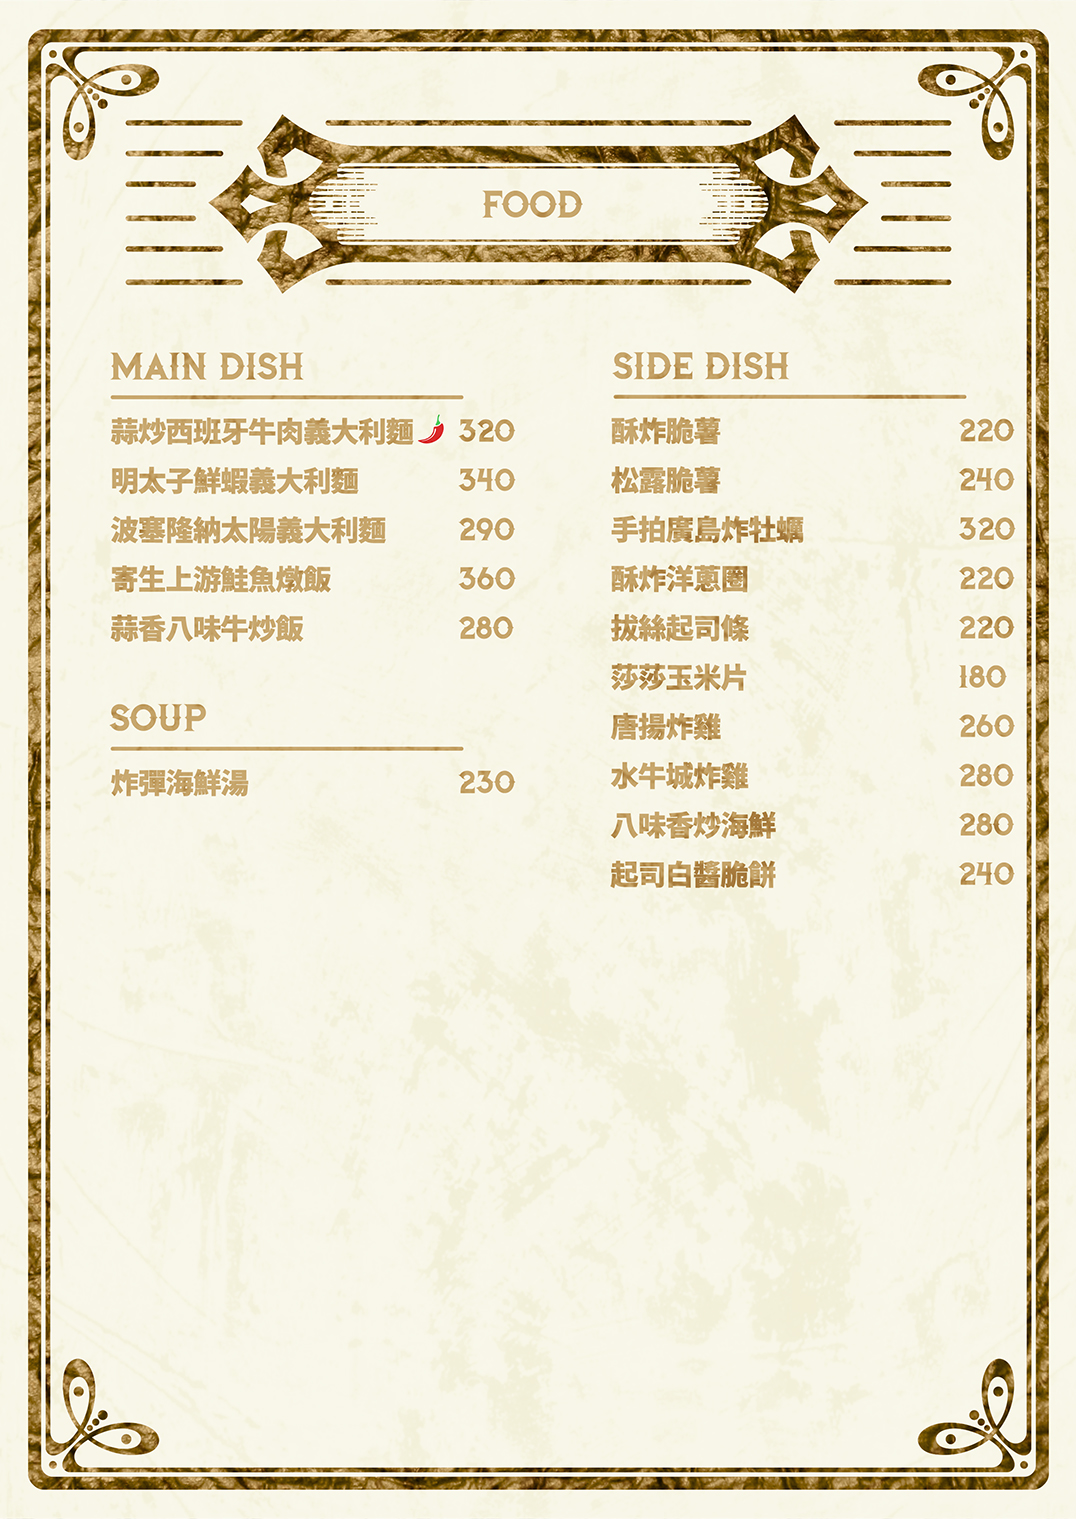 FOOD
MAIN DISH
蒜炒西班牙牛肉義大利麵🌶 320
明太子鮮蝦義大利麵 340
波塞隆納太陽義大利麵 290
寄生上游鮭魚燉飯 360
蒜香八味牛炒飯 280
SOUP
炸彈海鮮湯 230
SIDE DISH
酥炸脆薯 220
松露脆薯 240
手拍廣島炸牡蠣 320
酥炸洋蔥圈 220
拔絲起司條 220
莎莎玉米片 180
唐揚炸雞 260
水牛城炸雞 280
八味香炒海鮮 280
起司白醬脆餅 240